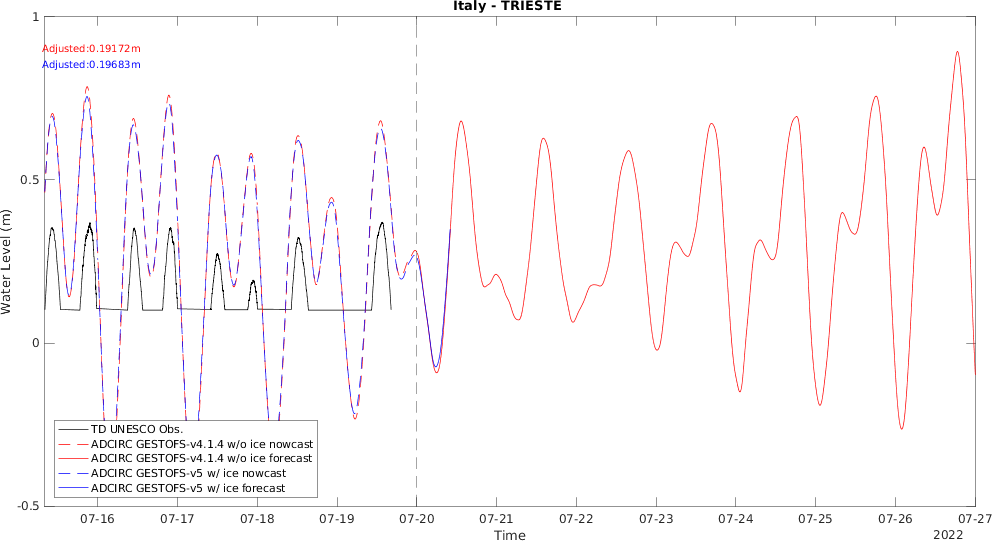 Italy - TRIESTE
Adjusted:0.19172m
Adjusted:0.19683m
1
0.5
0
-0.5
Water Level (m)
TD UNESCO Obs.
ADCIRC GESTOFS-v4.1.4 w/o ice nowcast
ADCIRC GESTOFS-v4.1.4 w/o ice forecast
ADCIRC GESTOFS-v5 w/ ice nowcast
ADCIRC GESTOFS-v5 w/ ice forecast
07-16 07-17 07-18 07-19 07-20 07-21 07-22 07-23 07-24 07-25 07-26 07-27
Time
2022